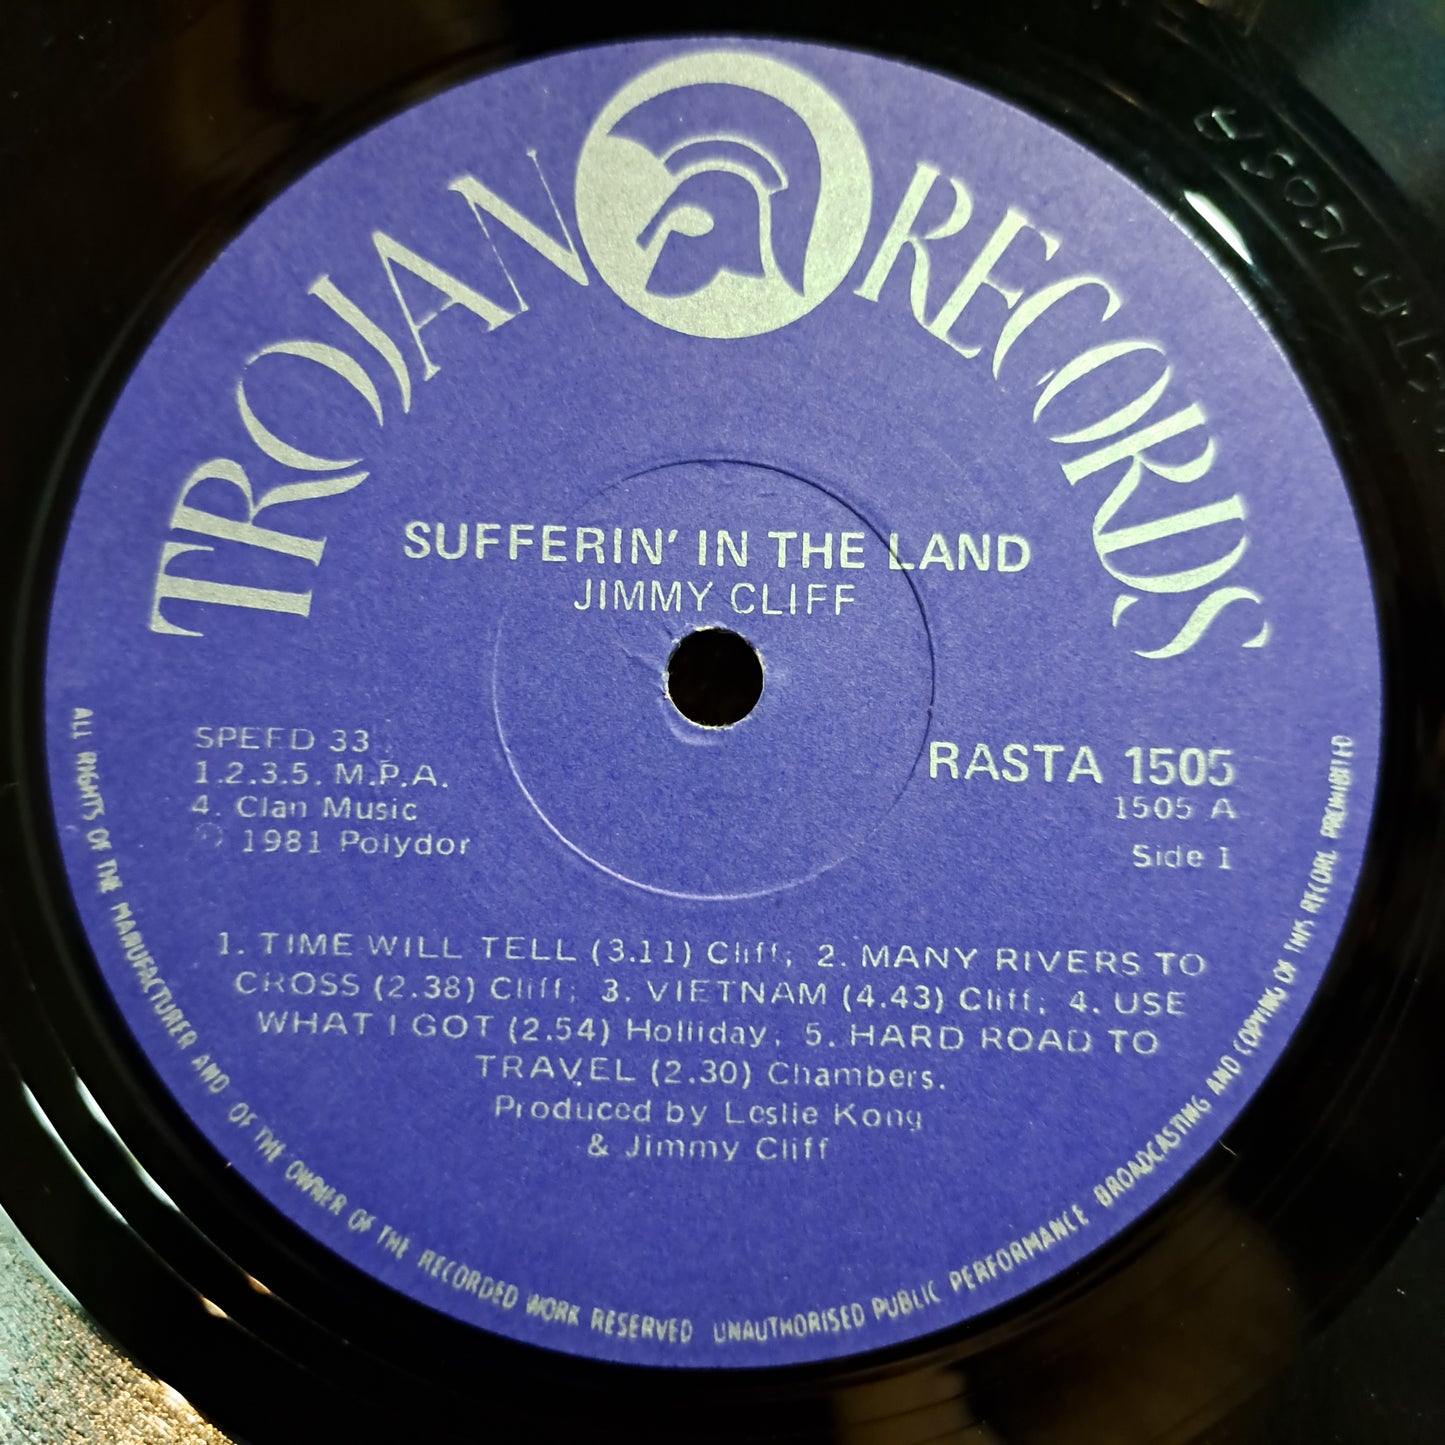 TROJAN RECORDS
SUFFERIN' IN THE LAND
JIMMY CLIFF
SPEED 33
1.2.3.5. M.P.A.
4. Clan Music
℗ 1981 Polydor
RASTA 1505
1505 A
Side 1
1. TIME WILL TELL (3.11) Cliff; 2. MANY RIVERS TO
CROSS (2.38) Cliff; 3. VIETNAM (4.43) Cliff; 4. USE
WHAT I GOT (2.54) Holliday; 5. HARD ROAD TO
TRAVEL (2.30) Chambers.
Produced by Leslie Kong
& Jimmy Cliff
ALL RIGHTS OF THE MANUFACTURER AND OF THE OWNER OF THE RECORDED WORK RESERVED UNAUTHORISED PUBLIC PERFORMANCE BROADCASTING AND COPYING OF THIS RECORD PROHIBITED